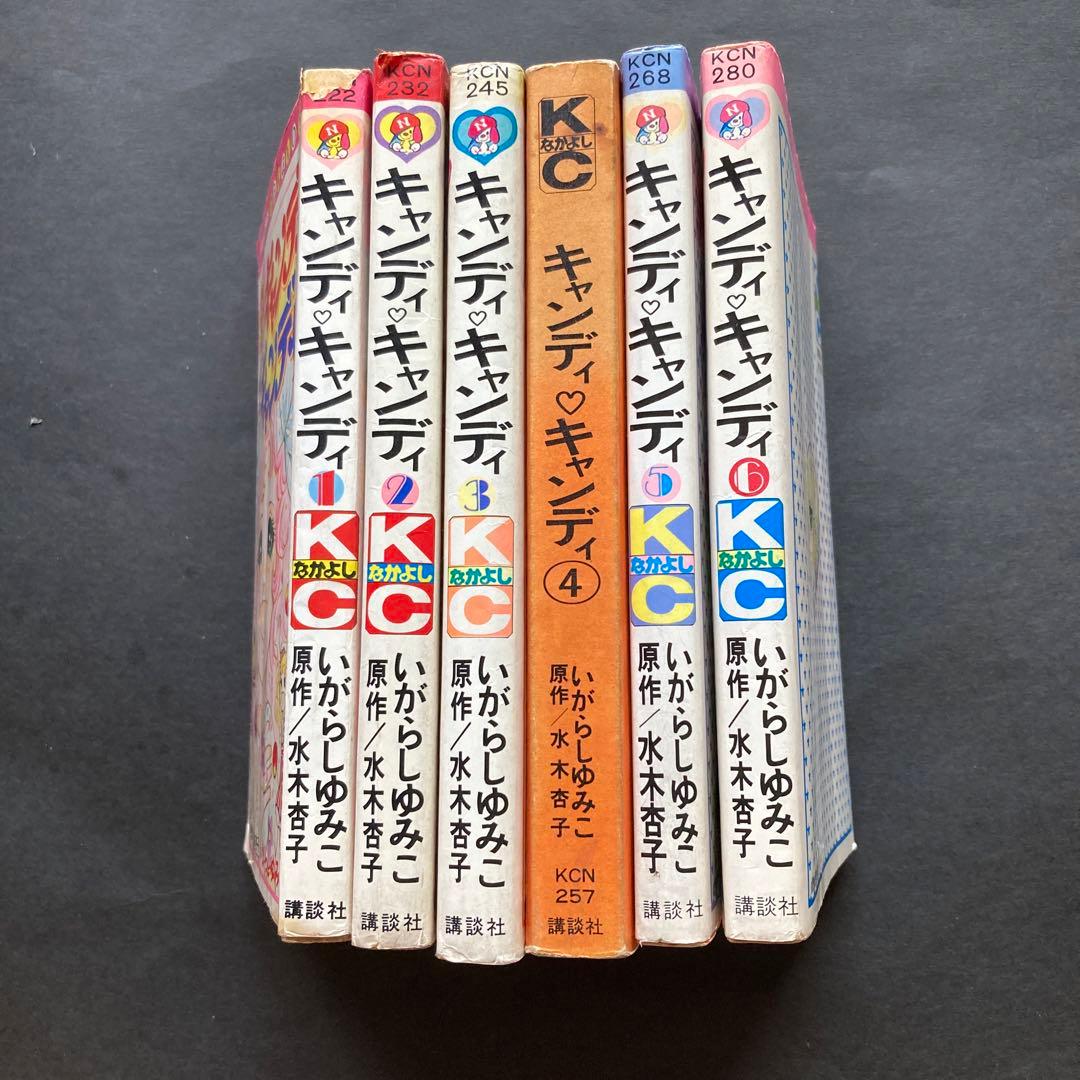 222
N
キャンディ♡キャンディ
1
K
なかよし
C
いがらしゆみこ
原作/水木杏子
講談社
KCN
232
N
キャンディ♡キャンディ
2
K
なかよし
C
いがらしゆみこ
原作/水木杏子
講談社
KCN
245
N
キャンディ♡キャンディ
3
K
なかよし
C
いがらしゆみこ
原作/水木杏子
講談社
K
なかよし
C
キャンディ♡キャンディ
4
いがらしゆみこ
原作/水木杏子
KCN
257
講談社
KCN
268
N
キャンディ♡キャンディ
5
K
なかよし
C
いがらしゆみこ
原作/水木杏子
講談社
KCN
280
N
キャンディ♡キャンディ
6
K
なかよし
C
いがらしゆみこ
原作/水木杏子
講談社